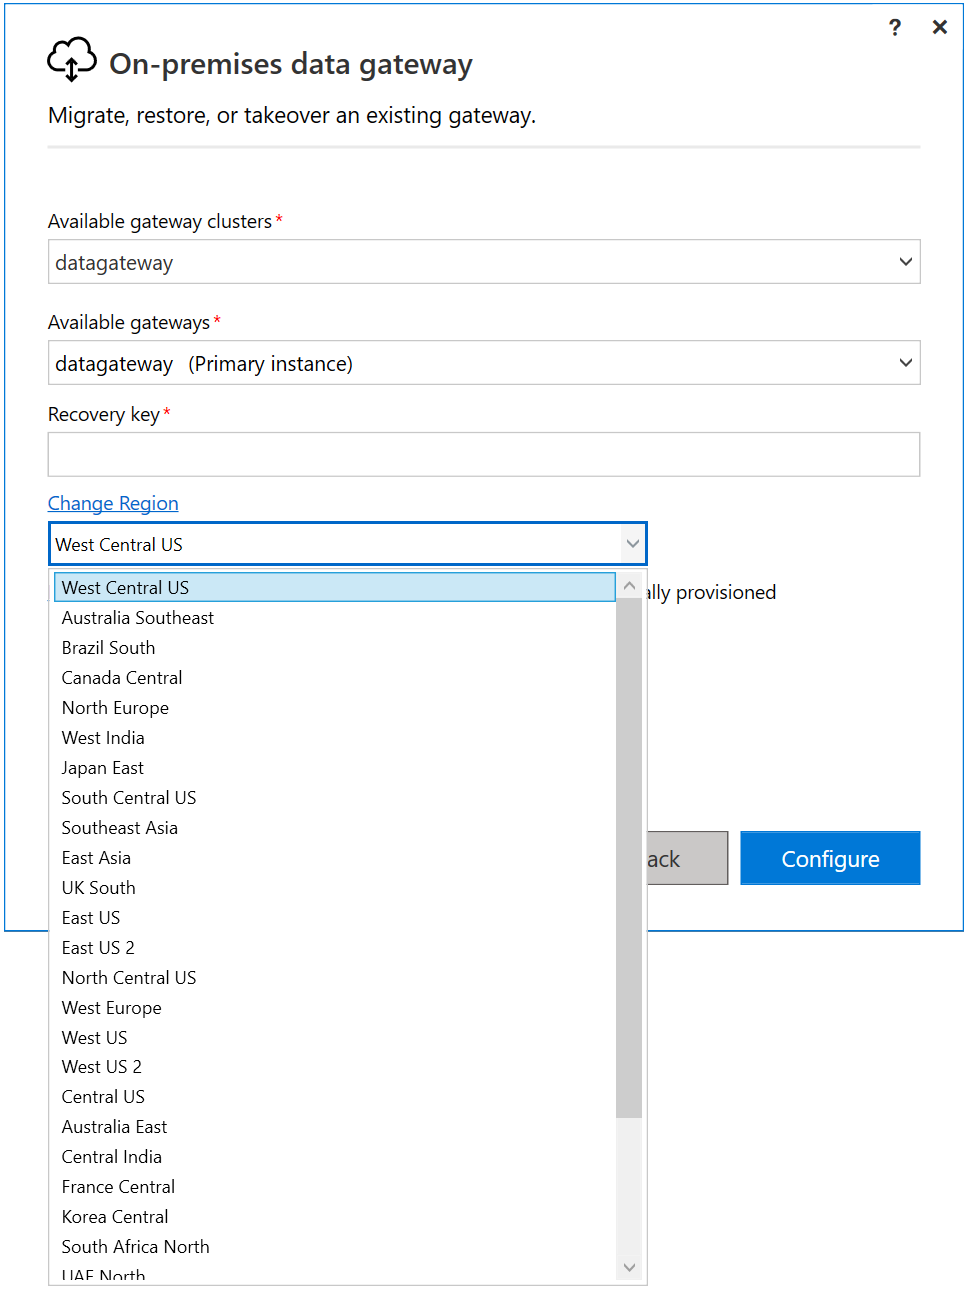 ?
On-premises data gateway
Migrate, restore, or takeover an existing gateway.
Available gateway clusters*
datagateway
Available gateways*
datagateway (Primary instance)
Recovery key*
Change Region
West Central US
West Central US
provisioned
Australia Southeast
Brazil South
Canada Central
North Europe
West India
Japan East
South Central US
Southeast Asia
East Asia
UK South
Configure
East US
East US 2
North Central US
West Europe
West US
West US 2
Central US
Australia East
Central India
France Central
Korea Central
South Africa North
UAE North